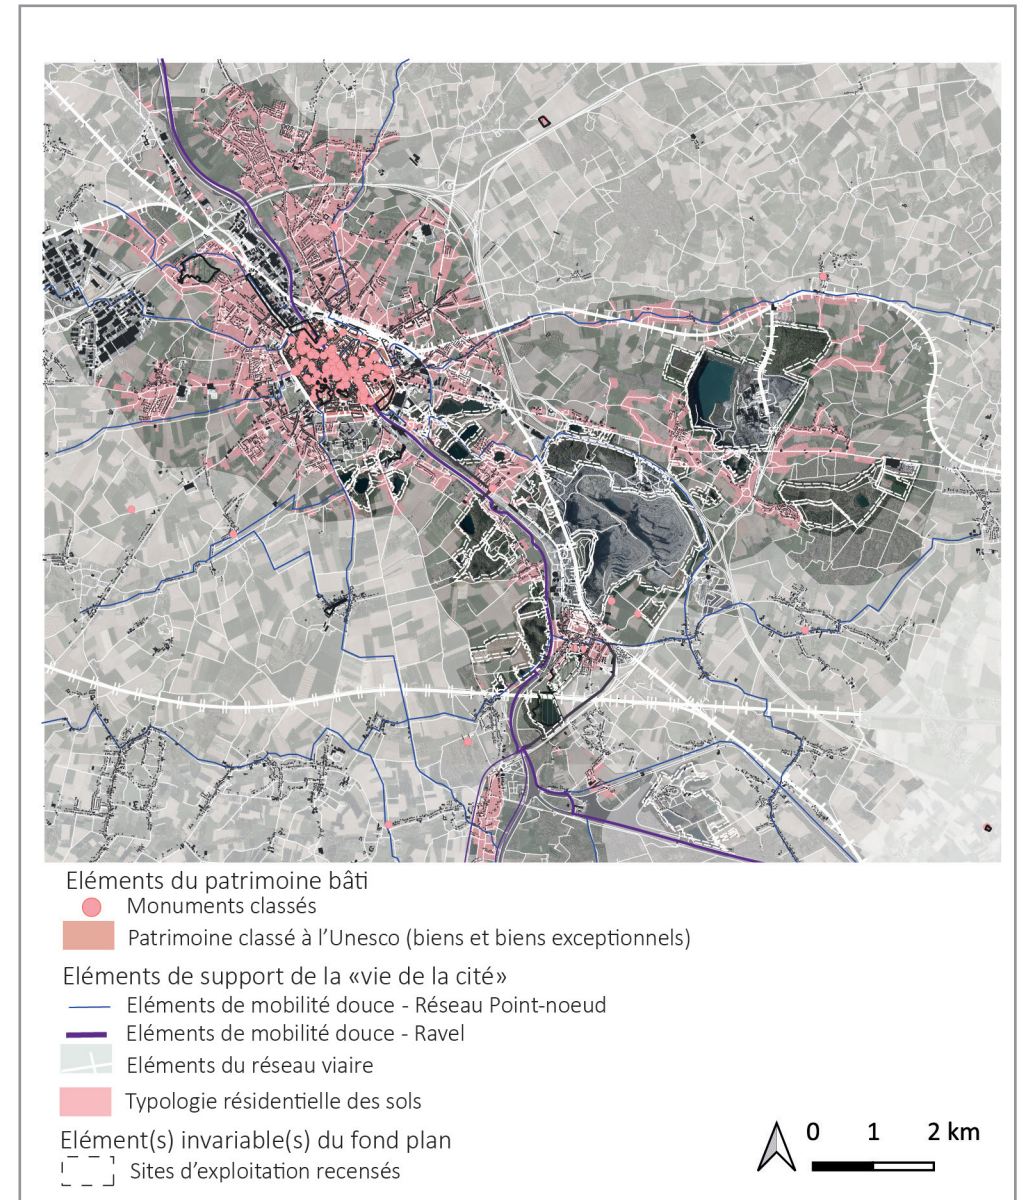 Eléments du patrimoine bâti
Monuments classés
Patrimoine classé à l'Unesco (biens et biens exceptionnels)
Eléments de support de la «vie de la cité»
Eléments de mobilité douce - Réseau Point-noeud
Eléments de mobilité douce - Ravel
Eléments du réseau viaire
Typologie résidentielle des sols
Elément(s) invariable(s) du fond plan
Sites d'exploitation recensés
0 1 2 km